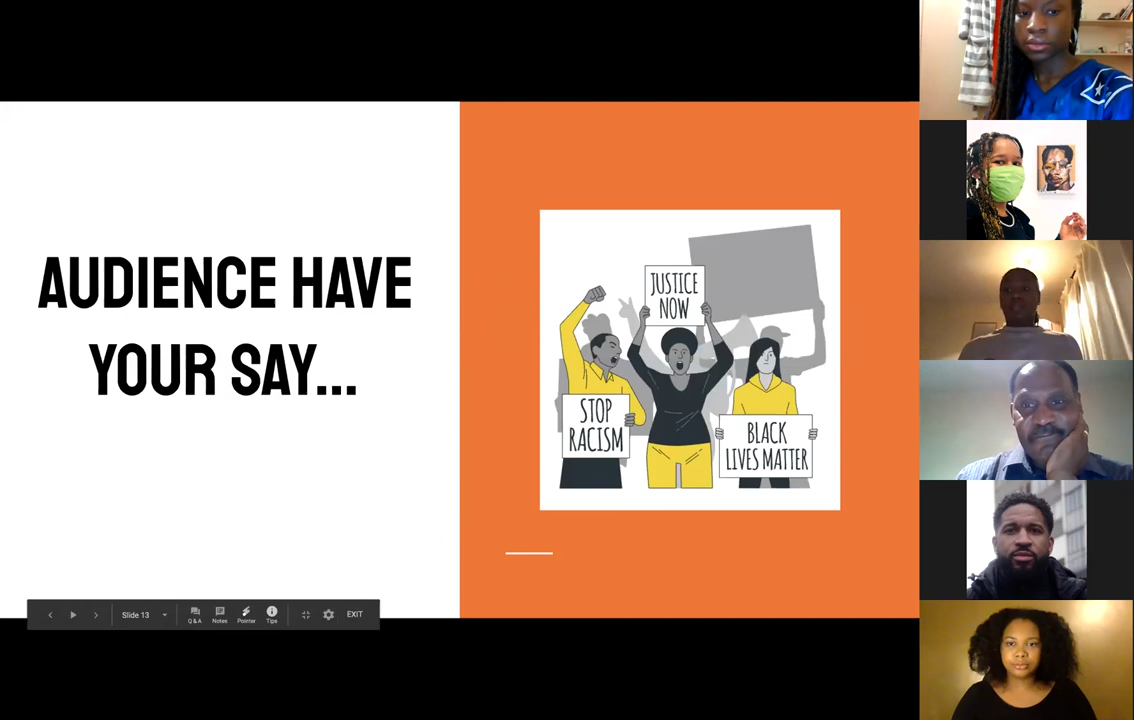 AUDIENCE HAVE
YOUR SAY...
JUSTICE
NOW
STOP
RACISM
BLACK
LIVES MATTER
Slide 13
Q&A
Notes
Pointer
Tips
EXIT